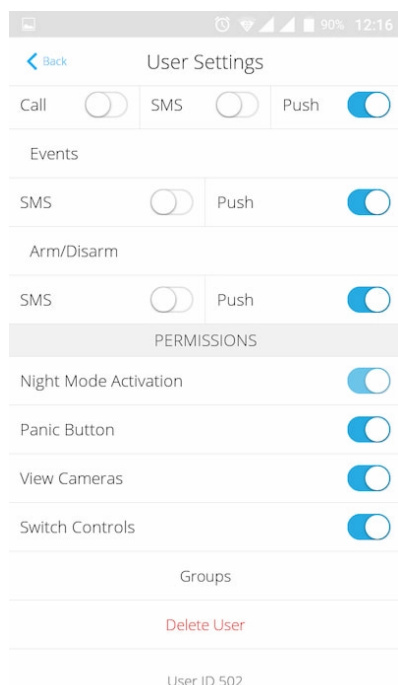 90% 12:16
Back User Settings
Call SMS Push
Events
SMS Push
Arm/Disarm
SMS Push
PERMISSIONS
Night Mode Activation
Panic Button
View Cameras
Switch Controls
Groups
Delete User
User ID 502